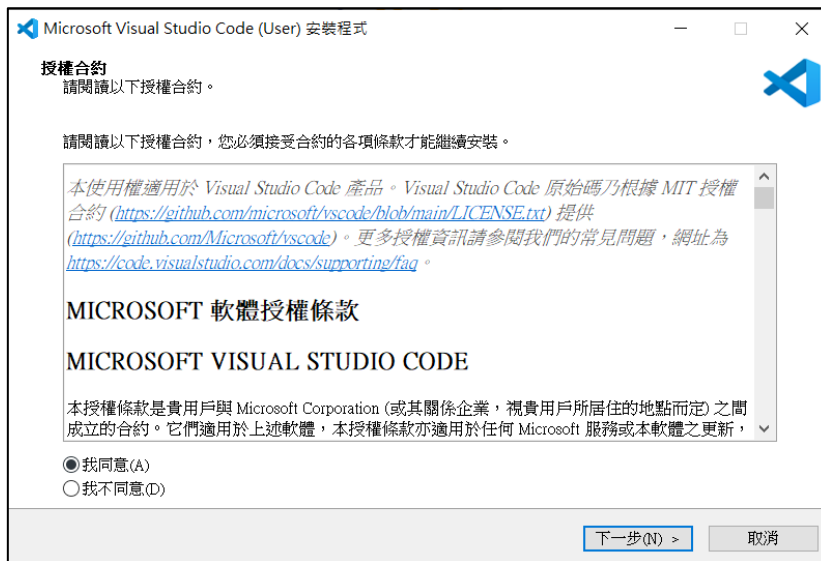 Microsoft Visual Studio Code (User) 安裝程式
授權合約
請閱讀以下授權合約。
請閱讀以下授權合約，您必須接受合約的各項條款才能繼續安裝。
本使用權適用於 Visual Studio Code 產品。Visual Studio Code 原始碼乃根據 MIT 授權
合約 (https://github.com/microsoft/vscode/blob/main/LICENSE.txt) 提供
(https://github.com/Microsoft/vscode)。更多授權資訊請參閱我們的常見問題，網址為
https://code.visualstudio.com/docs/supporting/faq。
MICROSOFT 軟體授權條款
MICROSOFT VISUAL STUDIO CODE
本授權條款是貴用戶與 Microsoft Corporation (或其關係企業，視貴用戶所居住的地點而定) 之間
成立的合約。它們適用於上述軟體，本授權條款亦適用於任何 Microsoft 服務或本軟體之更新，
我同意(A)
我不同意(D)
下一步(N) >
取消